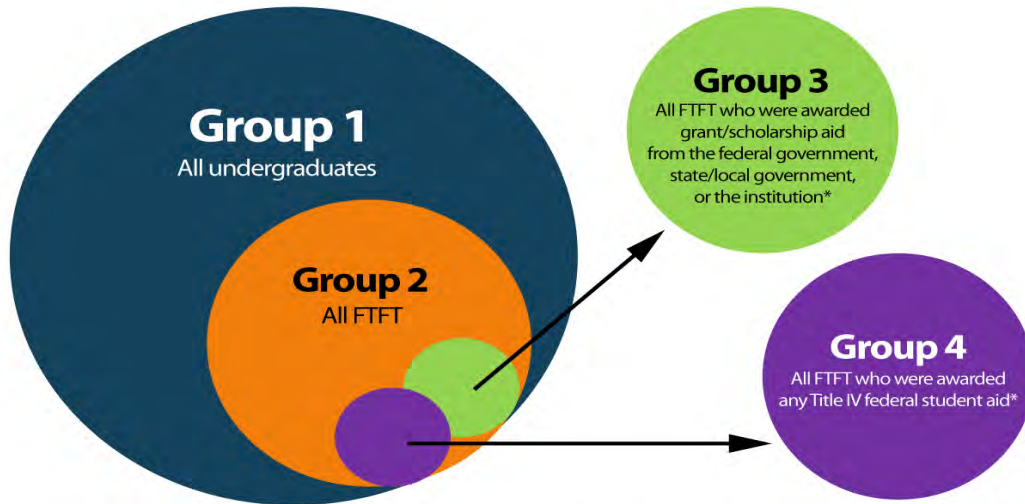 Group 1
All undergraduates
Group 2
All FTFT
Group 3
All FTFT who were awarded
grant/scholarship aid
from the federal government,
state/local government,
or the institution*
Group 4
All FTFT who were awarded
any Title IV federal student aid*